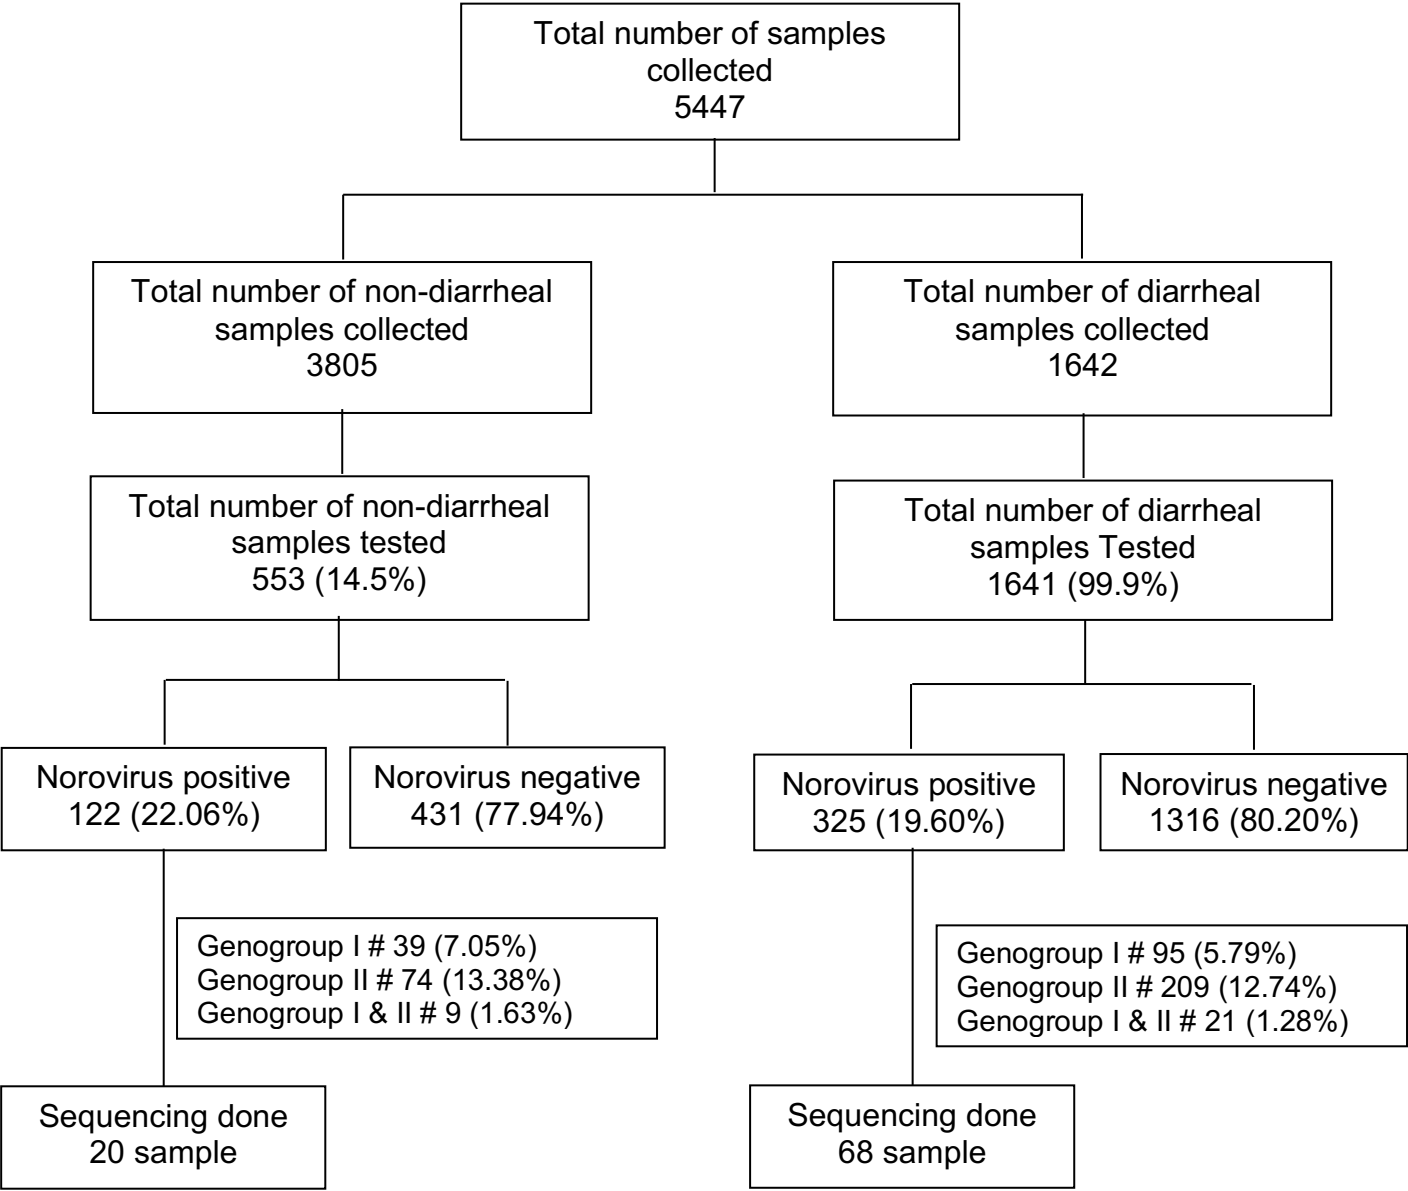 Total number of samples
collected
5447
Total number of non-diarrheal
samples collected
3805
Total number of diarrheal
samples collected
1642
Total number of non-diarrheal
samples tested
553 (14.5%)
Total number of diarrheal
samples Tested
1641 (99.9%)
Norovirus positive
122 (22.06%)
Norovirus negative
431 (77.94%)
Norovirus positive
325 (19.60%)
Norovirus negative
1316 (80.20%)
Genogroup I # 39 (7.05%)
Genogroup II # 74 (13.38%)
Genogroup I & II # 9 (1.63%)
Genogroup I # 95 (5.79%)
Genogroup II # 209 (12.74%)
Genogroup I & II # 21 (1.28%)
Sequencing done
20 sample
Sequencing done
68 sample